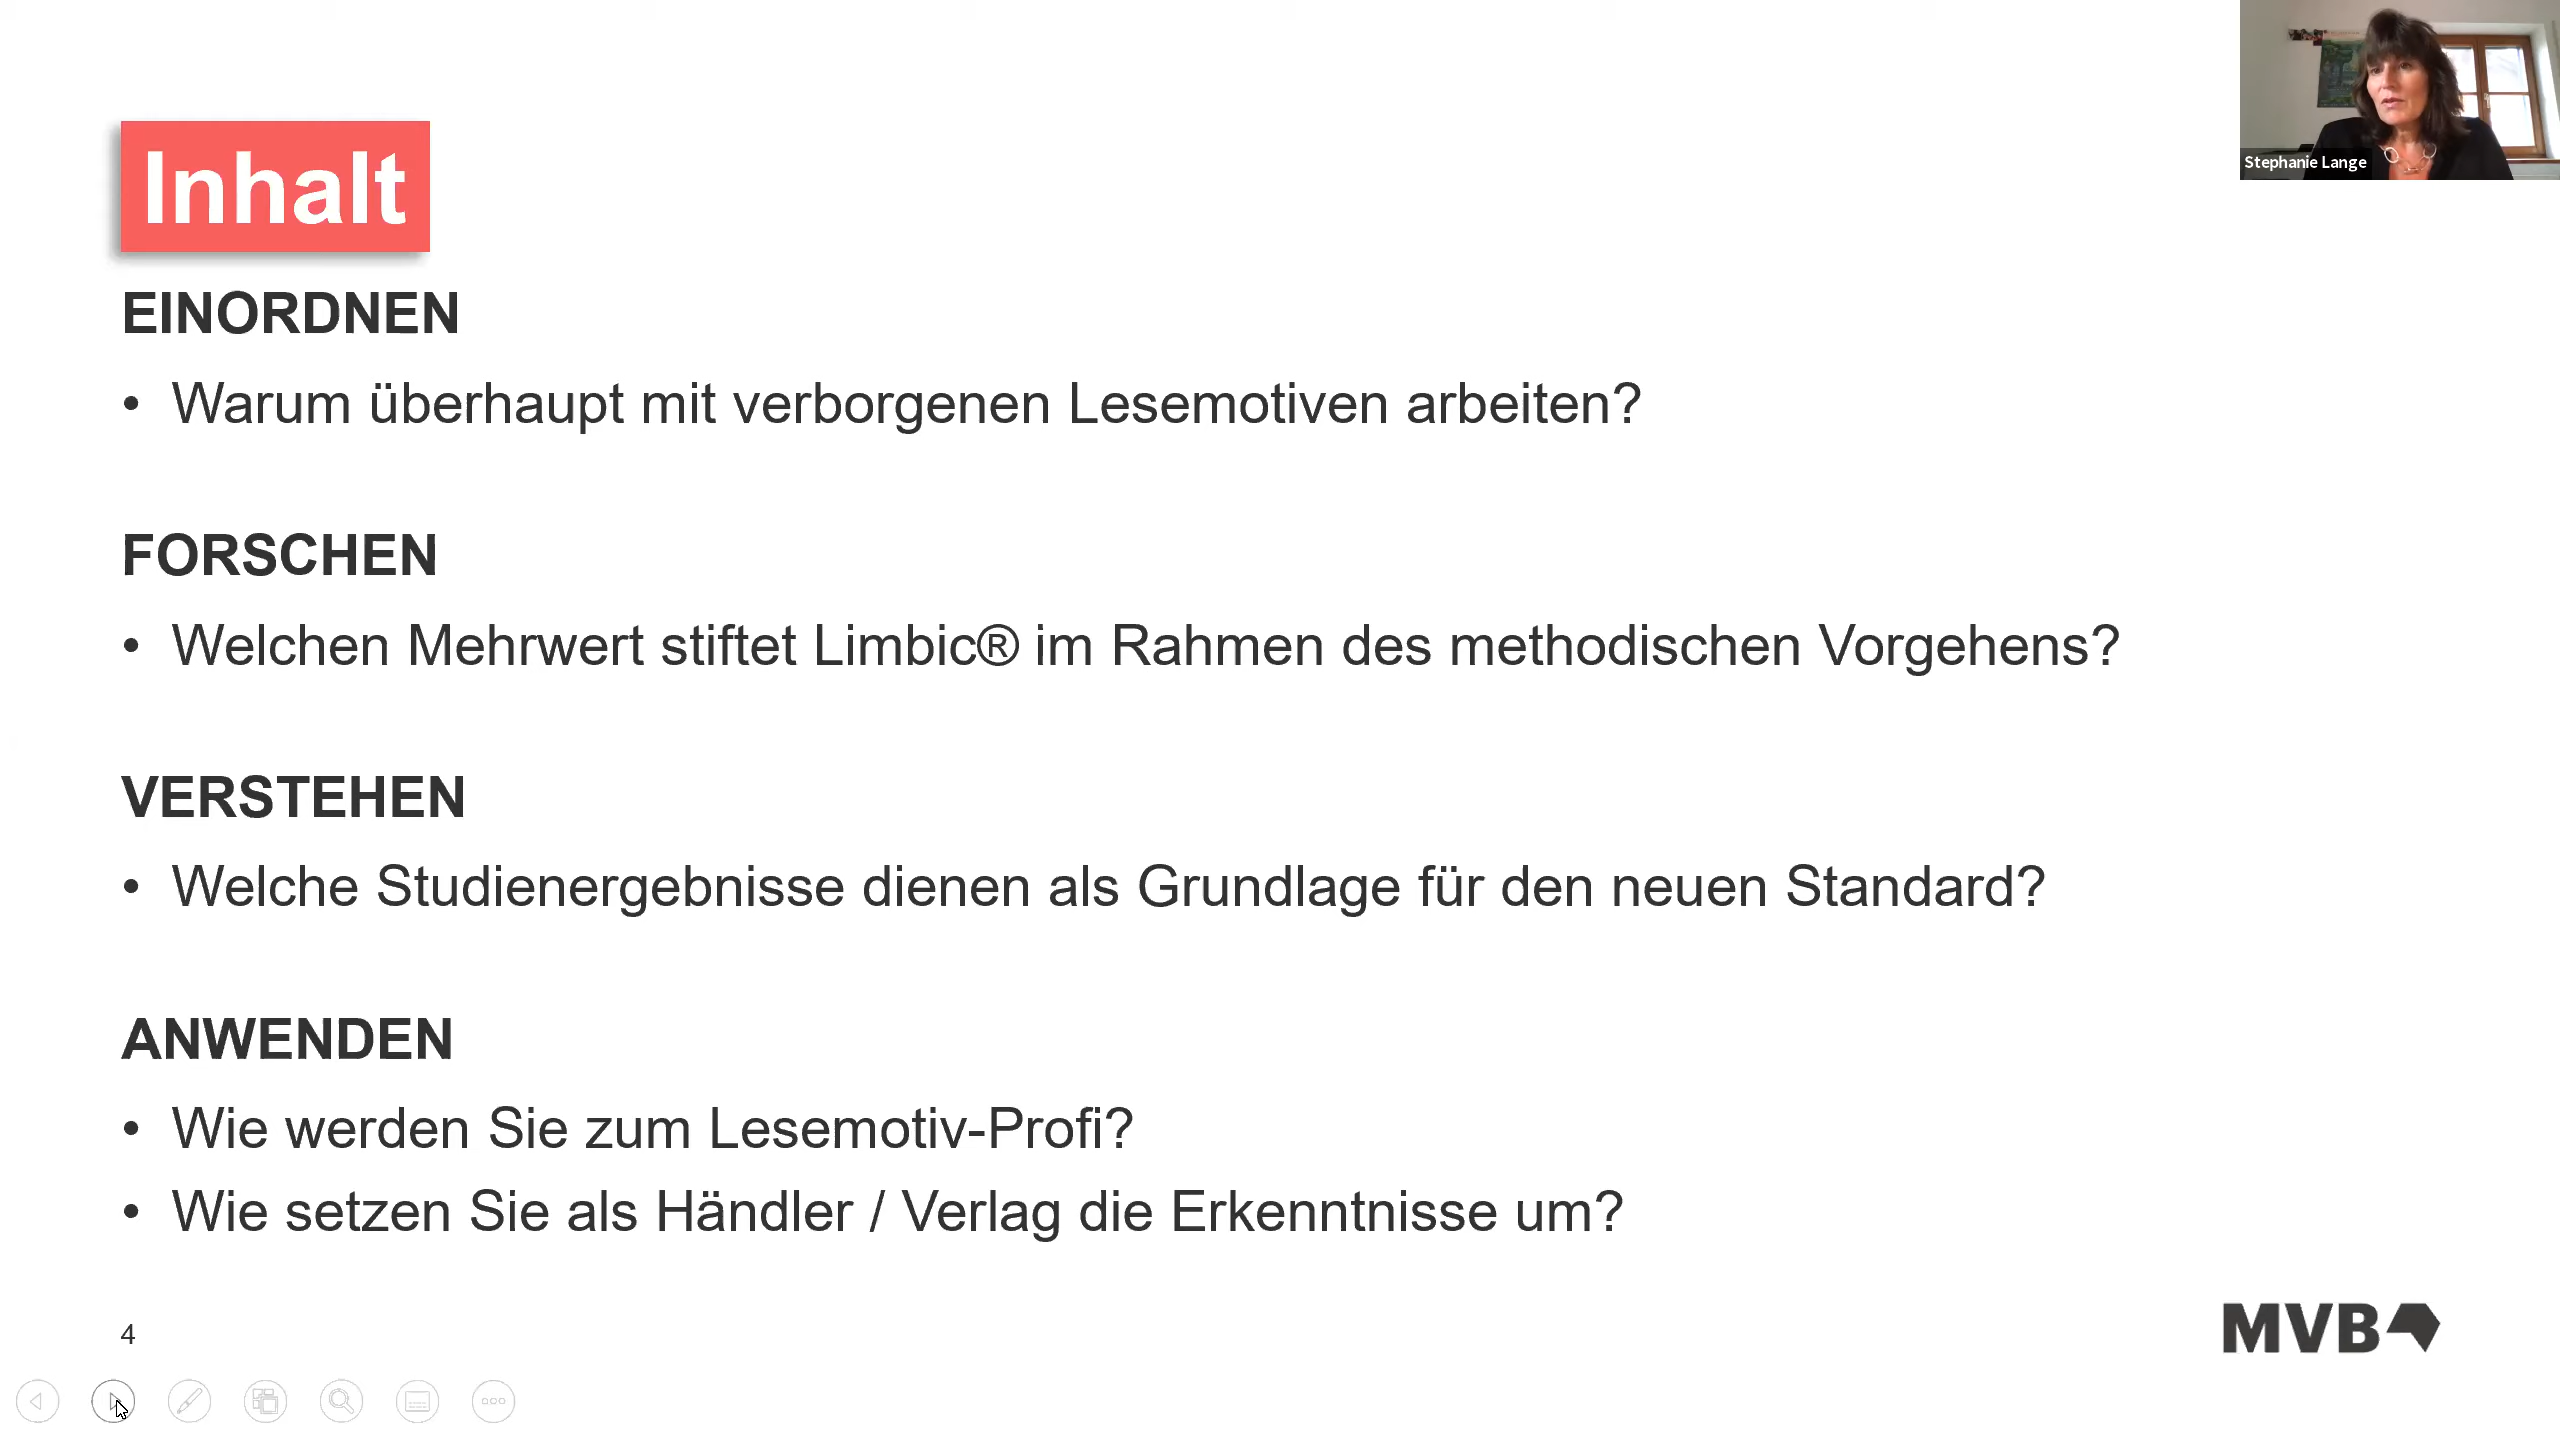 Stephanie Lange
Inhalt
EINORDNEN
• Warum überhaupt mit verborgenen Lesemotiven arbeiten?
FORSCHEN
• Welchen Mehrwert stiftet Limbic® im Rahmen des methodischen Vorgehens?
VERSTEHEN
• Welche Studienergebnisse dienen als Grundlage für den neuen Standard?
ANWENDEN
• Wie werden Sie zum Lesemotiv-Profi?
• Wie setzen Sie als Händler / Verlag die Erkenntnisse um?
4
MVB